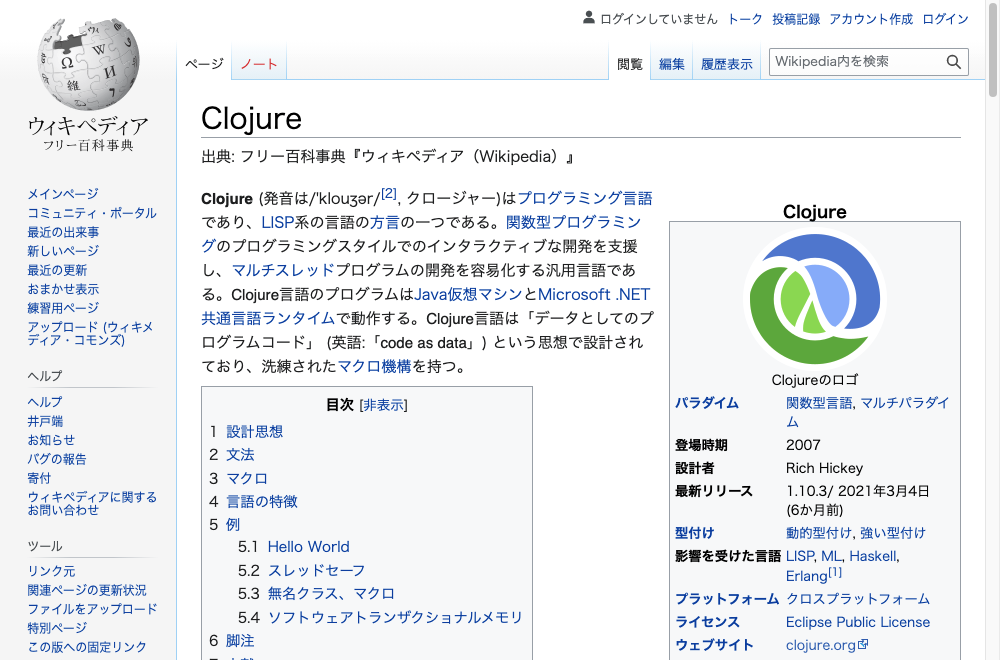 ログインしていません トーク 投稿記録 アカウント作成 ログイン
ページ ノート 閲覧 編集 履歴表示 Wikipedia内を検索
ウィキペディア
フリー百科事典
メインページ
コミュニティ・ポータル
最近の出来事
新しいページ
最近の更新
おまかせ表示
練習用ページ
アップロード (ウィキメ
ディア・コモンズ)
ヘルプ
ヘルプ
井戸端
お知らせ
バグの報告
寄付
ウィキペディアに関する
お問い合わせ
ツール
リンク元
関連ページの更新状況
ファイルをアップロード
特別ページ
この版への固定リンク
Clojure
出典: フリー百科事典『ウィキペディア（Wikipedia）』
Clojure (発音は/'klouʒər/[2], クロージャー)はプログラミング言語
であり、LISP系の言語の方言の一つである。関数型プログラミン
グのプログラミングスタイルでのインタラクティブな開発を支援
し、マルチスレッドプログラムの開発を容易化する汎用言語であ
る。Clojure言語のプログラムはJava仮想マシンとMicrosoft .NET
共通言語ランタイムで動作する。Clojure言語は「データとしてのプ
ログラムコード」 (英語:「code as data」) という思想で設計され
ており、洗練されたマクロ機構を持つ。
目次 [非表示]
1 設計思想
2 文法
3 マクロ
4 言語の特徴
5 例
5.1 Hello World
5.2 スレッドセーフ
5.3 無名クラス、マクロ
5.4 ソフトウェアトランザクショナルメモリ
6 脚注
Clojure
Clojureのロゴ
パラダイム 関数型言語, マルチパラダイ
ム
登場時期 2007
設計者 Rich Hickey
最新リリース 1.10.3/ 2021年3月4日
(6か月前)
型付け 動的型付け, 強い型付け
影響を受けた言語 LISP, ML, Haskell,
Erlang[1]
プラットフォーム クロスプラットフォーム
ライセンス Eclipse Public License
ウェブサイト clojure.org